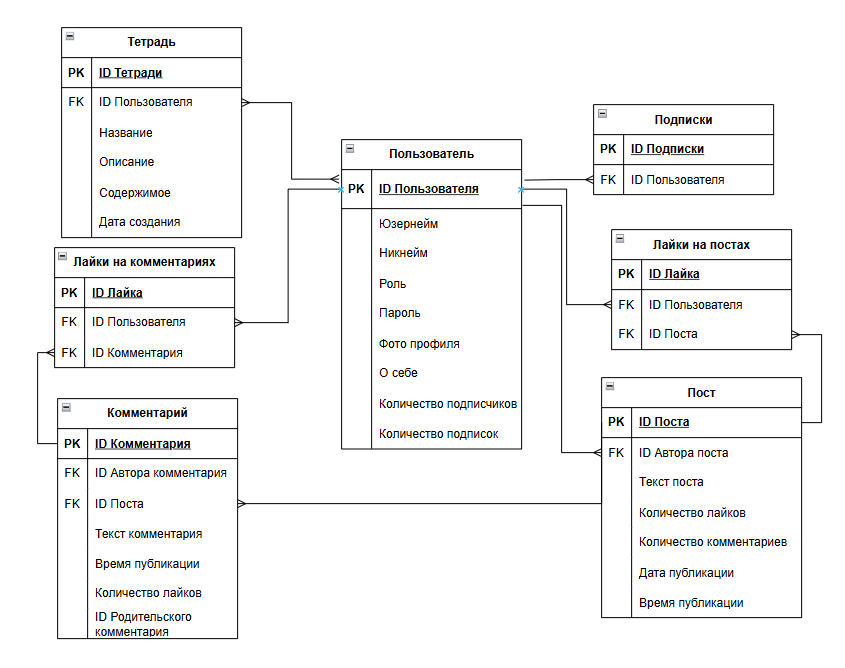 Тетрадь
PK ID Тетради
FK ID Пользователя
Название
Описание
Содержимое
Дата создания
Лайки на комментариях
PK ID Лайка
FK ID Пользователя
FK ID Комментария
Комментарий
PK ID Комментария
FK ID Автора комментария
FK ID Поста
Текст комментария
Время публикации
Количество лайков
ID Родительского
комментария
Пользователь
PK ID Пользователя
Юзернейм
Никнейм
Роль
Пароль
Фото профиля
О себе
Количество подписчиков
Количество подписок
Подписки
PK ID Подписки
FK ID Пользователя
Лайки на постах
PK ID Лайка
FK ID Пользователя
FK ID Поста
Пост
PK ID Поста
FK ID Автора поста
Текст поста
Количество лайков
Количество комментариев
Дата публикации
Время публикации